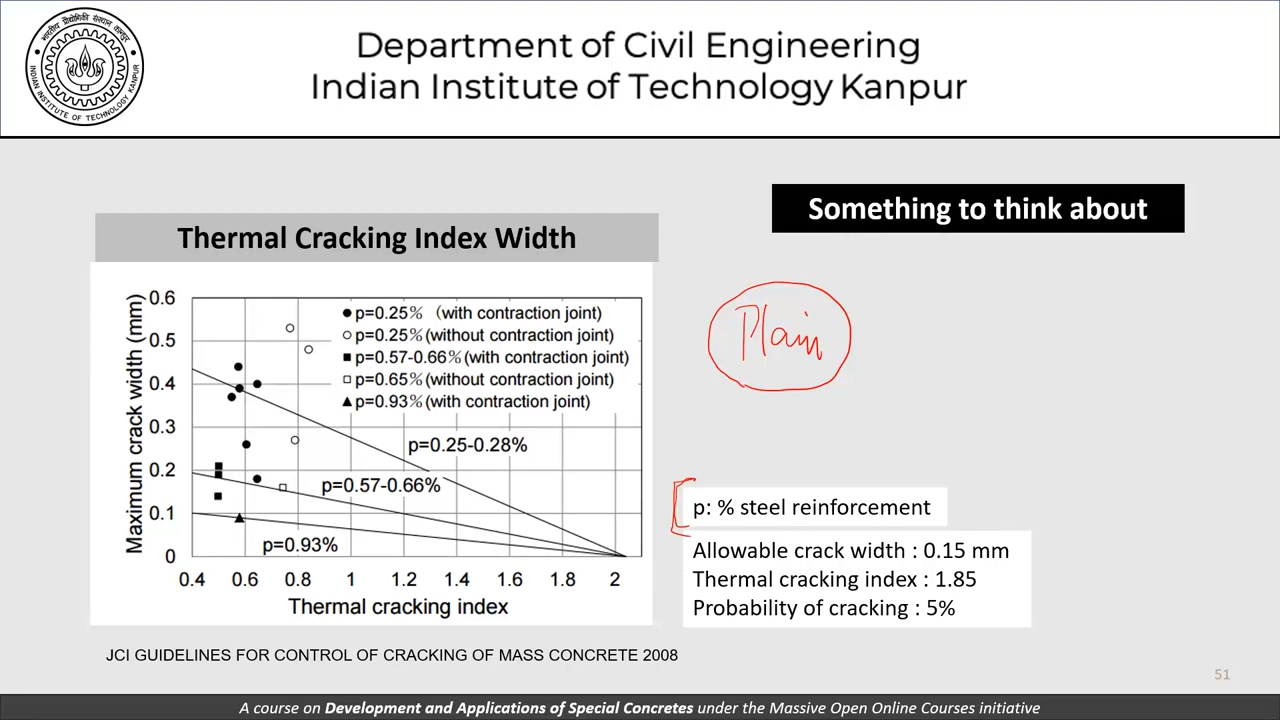 Department of Civil Engineering
Indian Institute of Technology Kanpur
भारतीय प्रौद्योगिकी संस्थान कानपुर
INDIAN INSTITUTE OF TECHNOLOGY KANPUR
Something to think about
Thermal Cracking Index Width
Maximum crack width (mm)
0.6
0.5
0.4
0.3
0.2
0.1
0
p=0.25% (with contraction joint)
p=0.25%(without contraction joint)
p=0.57-0.66%(with contraction joint)
p=0.65%(without contraction joint)
p=0.93%(with contraction joint)
p=0.25-0.28%
p=0.57-0.66%
p=0.93%
0.4 0.6 0.8 1 1.2 1.4 1.6 1.8 2
Thermal cracking index
Plain
p: % steel reinforcement
Allowable crack width : 0.15 mm
Thermal cracking index : 1.85
Probability of cracking : 5%
JCI GUIDELINES FOR CONTROL OF CRACKING OF MASS CONCRETE 2008
51
A course on Development and Applications of Special Concretes under the Massive Open Online Courses initiative